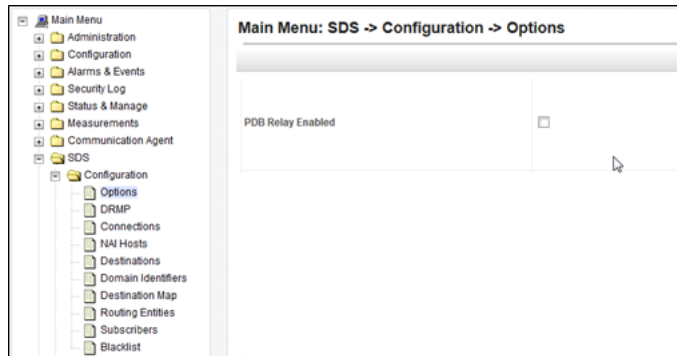 Main Menu
Administration
Configuration
Alarms & Events
Security Log
Status & Manage
Measurements
Communication Agent
SDS
Configuration
Options
DRMP
Connections
NAI Hosts
Destinations
Domain Identifiers
Destination Map
Routing Entities
Subscribers
Blacklist
Main Menu: SDS -> Configuration -> Options
PDB Relay Enabled